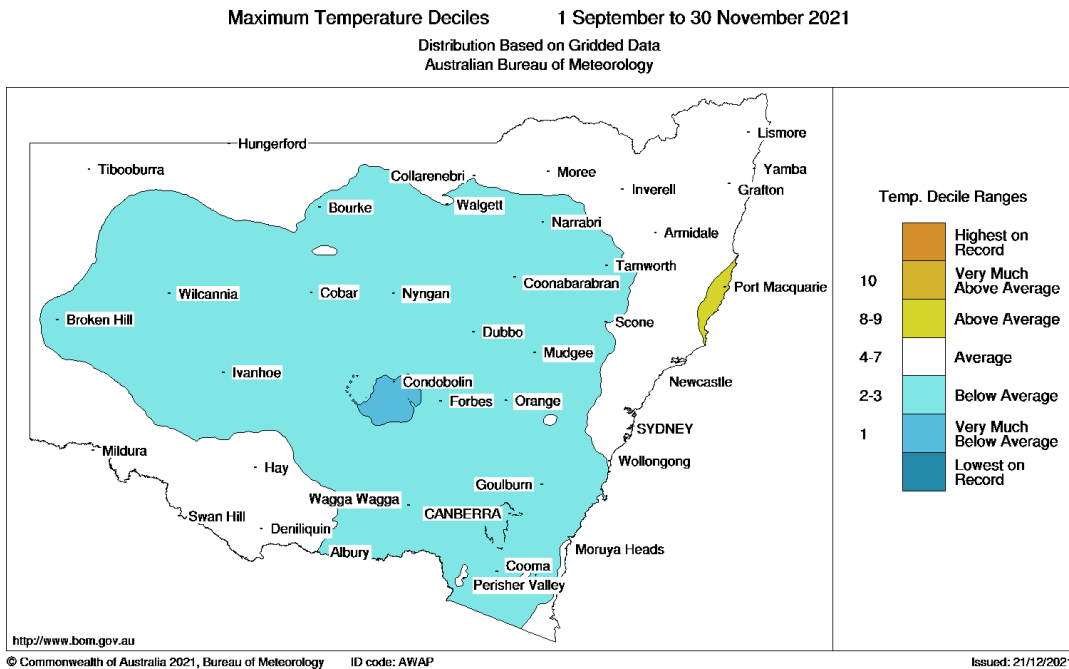 Maximum Temperature Deciles 1 September to 30 November 2021
Distribution Based on Gridded Data
Australian Bureau of Meteorology
Lismore
Hungerford
Tibooburra
Collarenebri
Moree
Yamba
Inverell
Grafton
Bourke
Walgett
Narrabri
Armidale
Tamworth
Wilcannia
Cobar
Nyngan
Coonabarabran
Port Macquarie
Broken Hill
Dubbo
Scone
Mudgee
Ivanhoe
Condobolin
Newcastle
Forbes
Orange
SYDNEY
Mildura
Hay
Wollongong
Goulburn
Wagga Wagga
CANBERRA
Swan Hill
Deniliquin
Albury
Moruya Heads
Cooma
Perisher Valley
Temp. Decile Ranges
Highest on
Record
10 Very Much
Above Average
8-9 Above Average
4-7 Average
2-3 Below Average
1 Very Much
Below Average
Lowest on
Record
http://www.bom.gov.au
© Commonwealth of Australia 2021, Bureau of Meteorology ID code: AWAP Issued: 21/12/2021